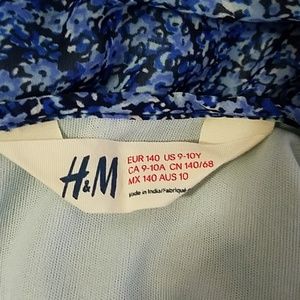 H&M
EUR 140 US 9-10Y
CA 9-10A CN 140/68
MX 140 AUS 10
Made in India/Fabriqué